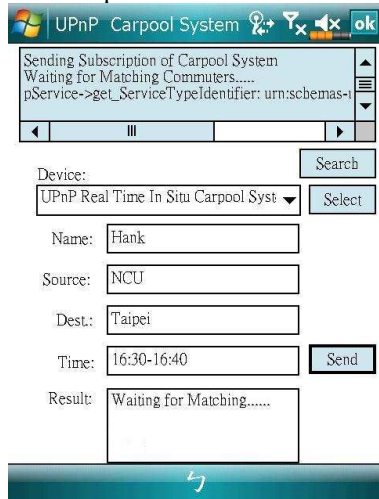 UPnP Carpool System
ok
Sending Subscription of Carpool System
Waiting for Matching Commuters.....
pService->get_ServiceTypeIdentifier: urn:schemas-
Search
Device:
UPnP Real Time In Situ Carpool Syst
Select
Name: Hank
Source: NCU
Dest.: Taipei
Time: 16:30-16:40
Send
Result: Waiting for Matching......
ㄣ